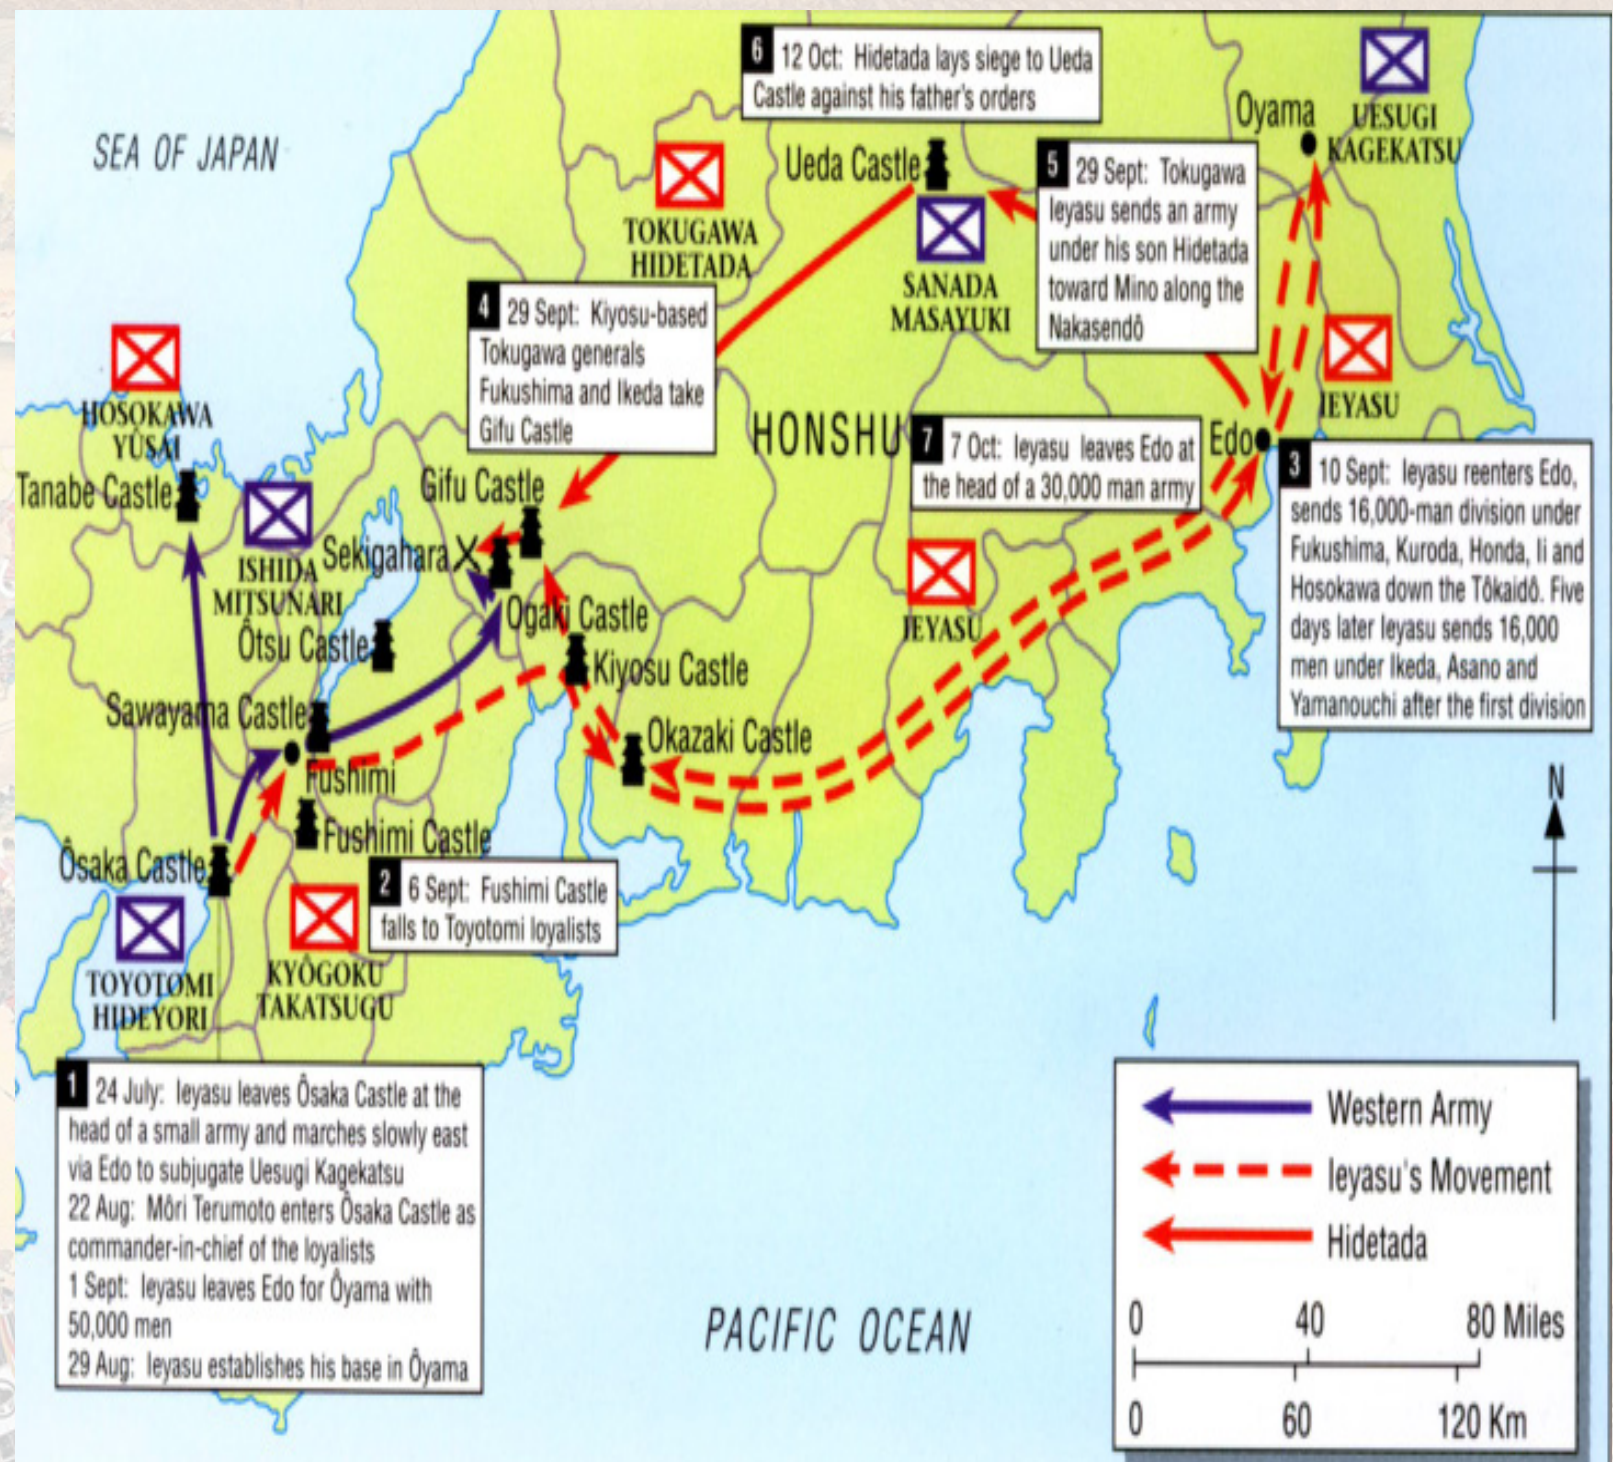 6 12 Oct: Hidetada lays siege to Ueda
Castle against his father's orders
UESUGI
KAGEKATSU
Oyama
SEA OF JAPAN
Ueda Castle
5 29 Sept: Tokugawa
Ieyasu sends an army
under his son Hidetada
toward Mino along the
Nakasendô
TOKUGAWA
HIDETADA
SANADA
MASAYUKI
4 29 Sept: Kiyosu-based
Tokugawa generals
Fukushima and Ikeda take
Gifu Castle
HOSOKAWA
YÛSAI
IEYASU
HONSHU
7 7 Oct: Ieyasu leaves Edo at
the head of a 30,000 man army
Edo
3 10 Sept: Ieyasu reenters Edo,
sends 16,000-man division under
Fukushima, Kuroda, Honda, Ii and
Hosokawa down the Tôkaidô. Five
days later Ieyasu sends 16,000
men under Ikeda, Asano and
Yamanouchi after the first division
Tanabe Castle
Gifu Castle
Sekigahara
ISHIDA
MITSUNARI
Ogaki Castle
IEYASU
Ôtsu Castle
Kiyosu Castle
Sawayama Castle
Okazaki Castle
Fushimi
Fushimi Castle
Ôsaka Castle
2 6 Sept: Fushimi Castle
falls to Toyotomi loyalists
TOYOTOMI
HIDEYORI
KYÔGOKU
TAKATSUGU
N
1 24 July: Ieyasu leaves Ôsaka Castle at the
head of a small army and marches slowly east
via Edo to subjugate Uesugi Kagekatsu
22 Aug: Môri Terumoto enters Ôsaka Castle as
commander-in-chief of the loyalists
1 Sept: Ieyasu leaves Edo for Ôyama with
50,000 men
29 Aug: Ieyasu establishes his base in Ôyama
PACIFIC OCEAN
Western Army
Ieyasu's Movement
Hidetada
0 40 80 Miles
0 60 120 Km